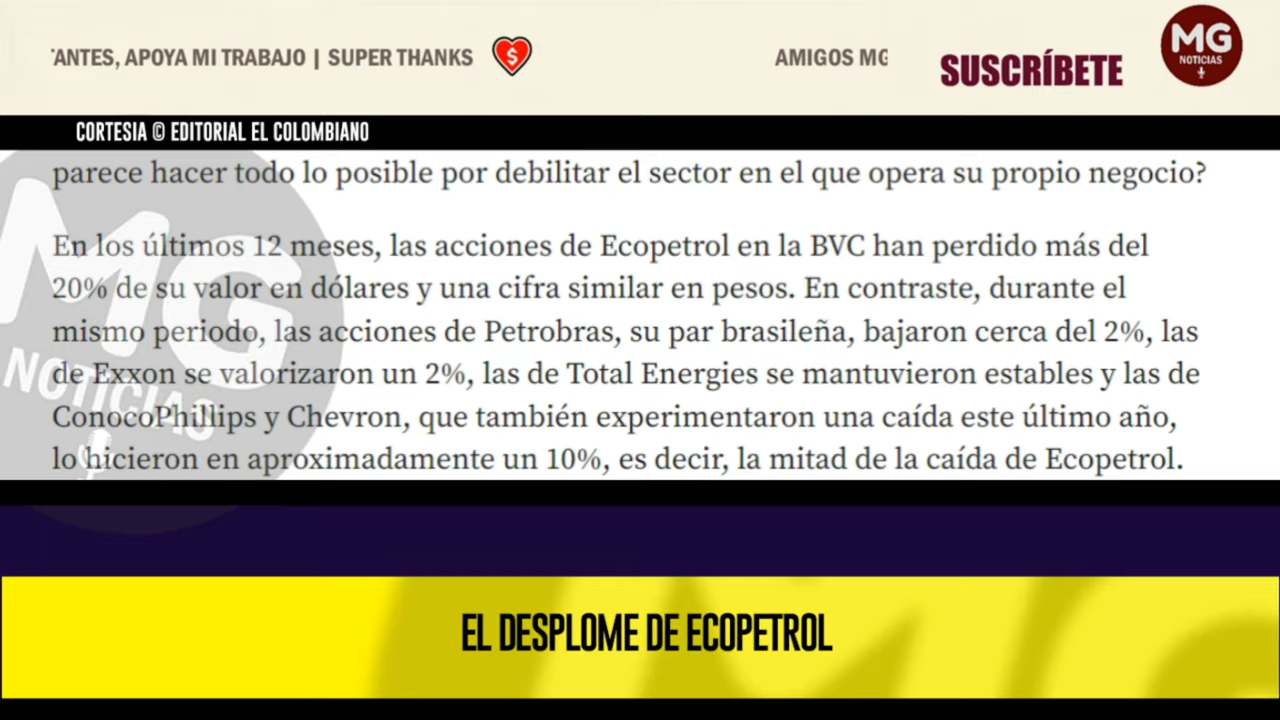 'ANTES, APOYA MI TRABAJO | SUPER THANKS
AMIGOS MG
SUSCRÍBETE
MG
NOTICIAS
CORTESIA © EDITORIAL EL COLOMBIANO
parece hacer todo lo posible por debilitar el sector en el que opera su propio negocio?
En los últimos 12 meses, las acciones de Ecopetrol en la BVC han perdido más del
20% de su valor en dólares y una cifra similar en pesos. En contraste, durante el
mismo periodo, las acciones de Petrobras, su par brasileña, bajaron cerca del 2%, las
de Exxon se valorizaron un 2%, las de Total Energies se mantuvieron estables y las de
ConocoPhillips y Chevron, que también experimentaron una caída este último año,
lo hicieron en aproximadamente un 10%, es decir, la mitad de la caída de Ecopetrol.
MG
NOTICIAS
EL DESPLOME DE ECOPETROL